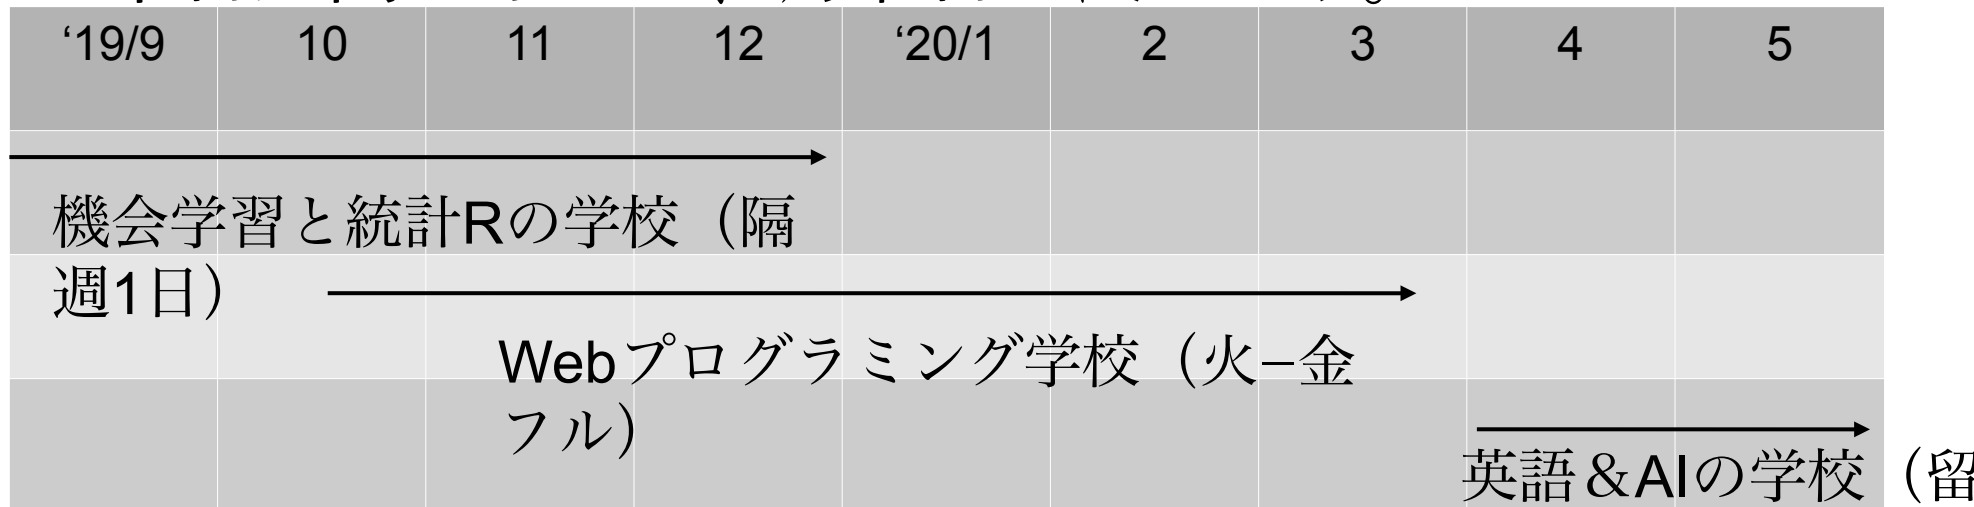 ‘19/9 10 11 12 ‘20/1 2 3 4 5
機会学習と統計Rの学校（隔
週1日）
Webプログラミング学校（火–金
フル）
英語＆AIの学校（留